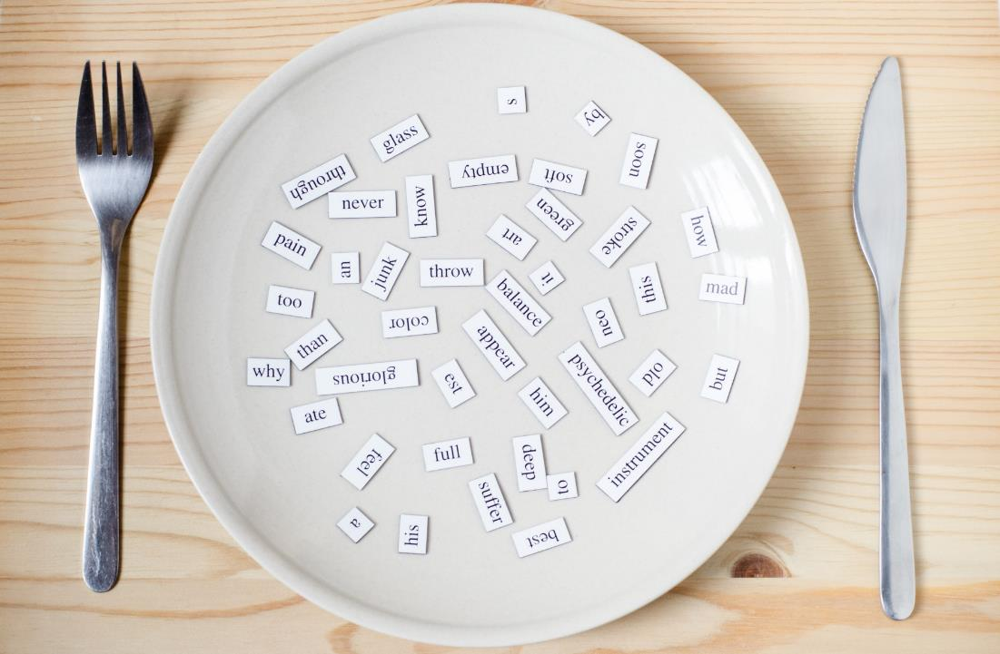 s
by
glass
soon
empty
soft
through
never
know
green
art
stroke
how
pain
an
junk
throw
it
this
mad
balance
too
color
neo
than
appear
why
glorious
est
psychedelic
old
but
him
ate
feel
full
deep
to
instrument
suffer
a
his
best